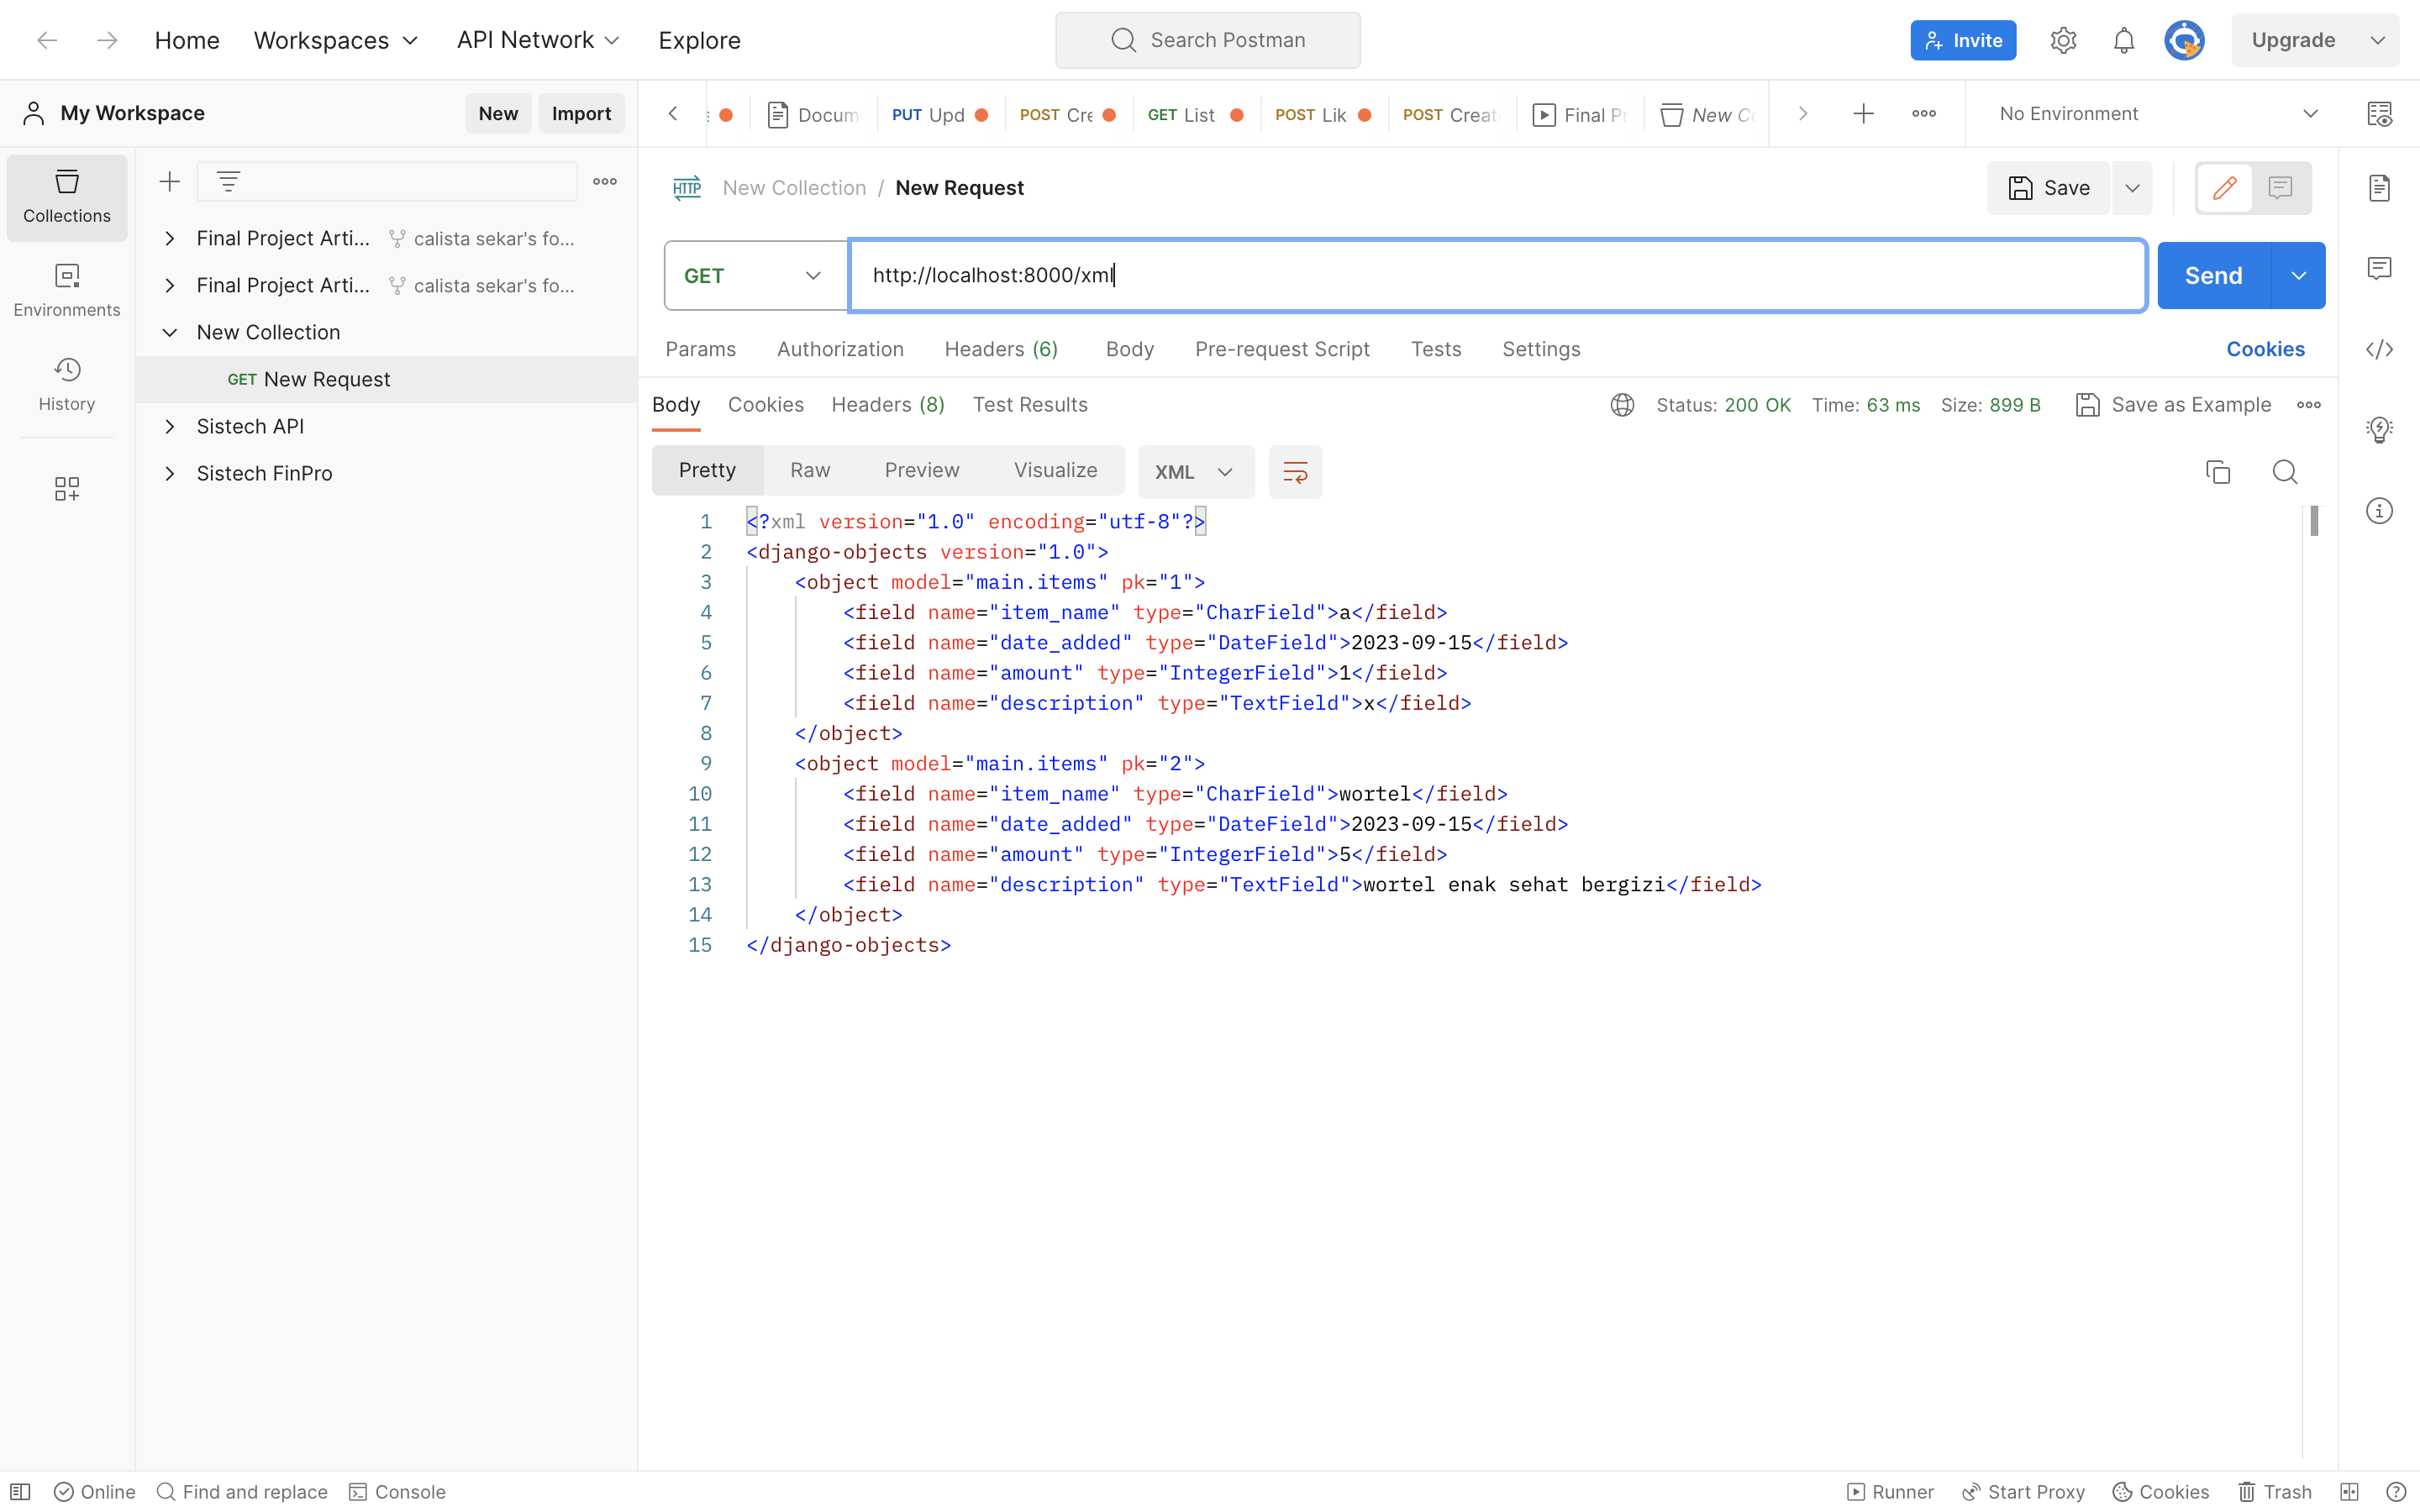 Home Workspaces API Network Explore Search Postman Invite Upgrade
My Workspace New Import
Docum PUT Upd POST Cre GET List POST Lik POST Creat Final Pr New Co No Environment
Collections
Environments
History
Final Project Arti... calista sekar's fo...
Final Project Arti... calista sekar's fo...
New Collection
GET New Request
Sistech API
Sistech FinPro
HTTP New Collection / New Request Save
GET http://localhost:8000/xml Send
Params Authorization Headers (6) Body Pre-request Script Tests Settings Cookies
Body Cookies Headers (8) Test Results Status: 200 OK Time: 63 ms Size: 899 B Save as Example
Pretty Raw Preview Visualize XML
1 <?xml version="1.0" encoding="utf-8"?>
2 <django-objects version="1.0">
3 <object model="main.items" pk="1">
4 <field name="item_name" type="CharField">a</field>
5 <field name="date_added" type="DateField">2023-09-15</field>
6 <field name="amount" type="IntegerField">1</field>
7 <field name="description" type="TextField">x</field>
8 </object>
9 <object model="main.items" pk="2">
10 <field name="item_name" type="CharField">wortel</field>
11 <field name="date_added" type="DateField">2023-09-15</field>
12 <field name="amount" type="IntegerField">5</field>
13 <field name="description" type="TextField">wortel enak sehat bergizi</field>
14 </object>
15 </django-objects>
Online Find and replace Console Runner Start Proxy Cookies Trash